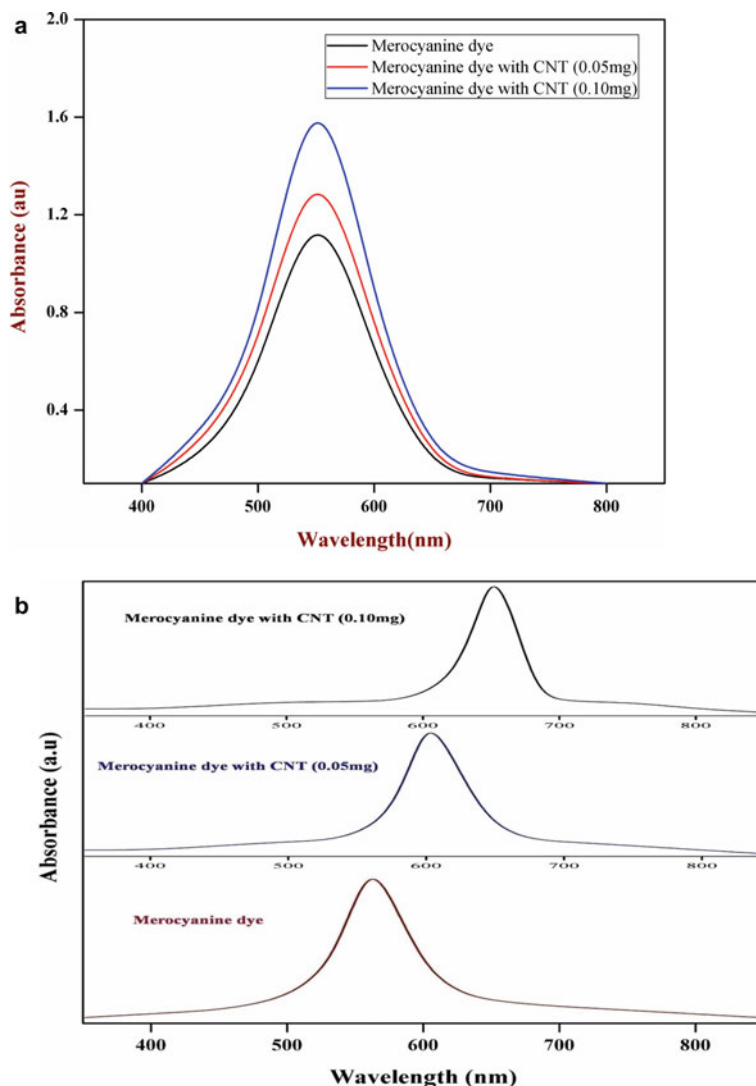 a
2.0
Merocyanine dye
Merocyanine dye with CNT (0.05mg)
Merocyanine dye with CNT (0.10mg)
1.6
1.2
0.8
0.4
Absorbance (au)
400 500 600 700 800
Wavelength(nm)
b
Merocyanine dye with CNT (0.10mg)
400 500 600 700 800
Merocyanine dye with CNT (0.05mg)
400 500 600 700 800
Merocyanine dye
Absorbance (a.u)
400 500 600 700 800
Wavelength (nm)